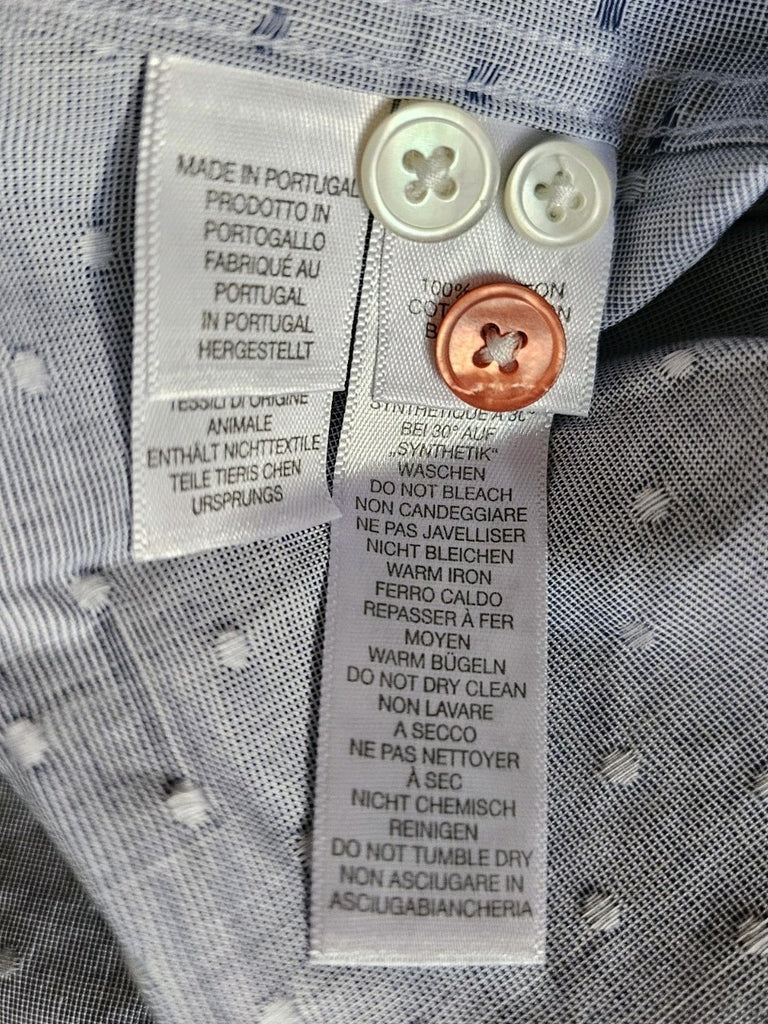 MADE IN PORTUGAL
PRODOTTO IN
PORTOGALLO
FABRIQUÉ AU
PORTUGAL
IN PORTUGAL
HERGESTELLT
TESSILI DI ORIGINE
ANIMALE
ENTHÄLT NICHTTEXTILE
TEILE TIERIS CHEN
URSPRUNGS
100%
SYNTHETIQUE A 30°
BEI 30° AUF
„SYNTHETIK“
WASCHEN
DO NOT BLEACH
NON CANDEGGIARE
NE PAS JAVELLISER
NICHT BLEICHEN
WARM IRON
FERRO CALDO
REPASSER À FER
MOYEN
WARM BÜGELN
DO NOT DRY CLEAN
NON LAVARE
A SECCO
NE PAS NETTOYER
À SEC
NICHT CHEMISCH
REINIGEN
DO NOT TUMBLE DRY
NON ASCIUGARE IN
ASCIUGABIANCHERIA